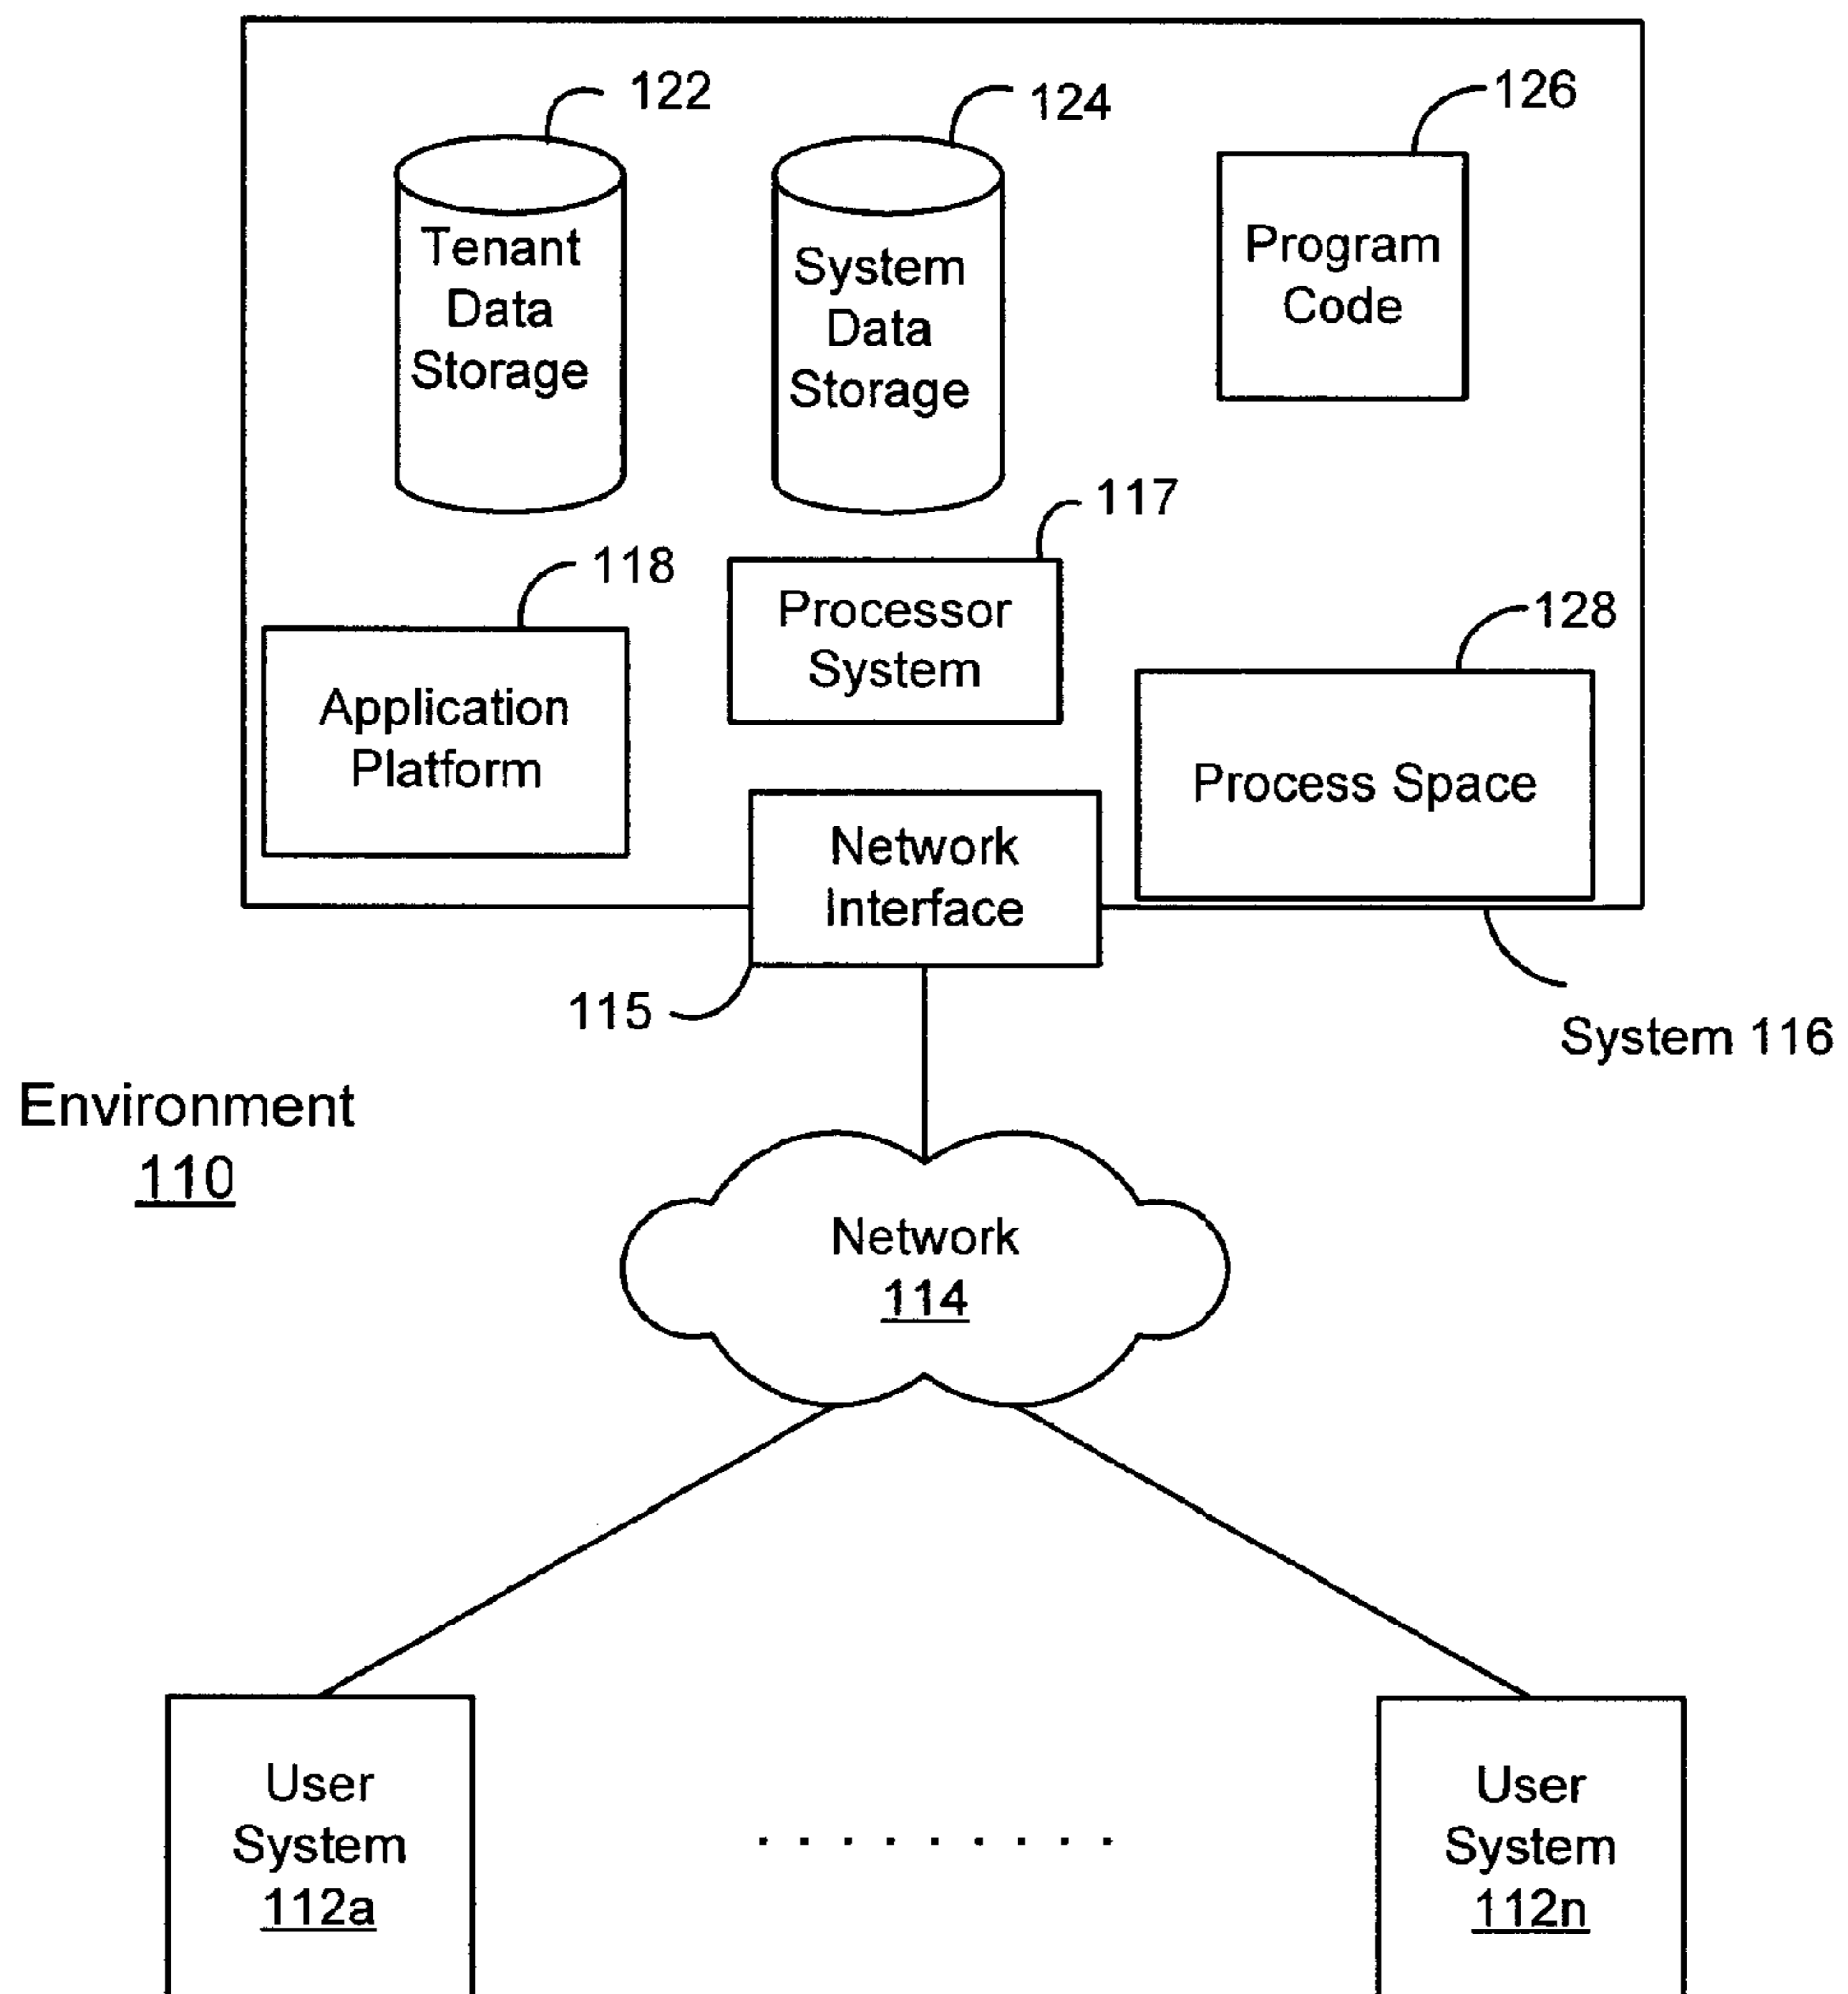 122
124
126
Tenant
Data
Storage
System
Data
Storage
Program
Code
117
118
128
Processor
System
Application
Platform
Process Space
Network
Interface
115
System 116
Environment
110
Network
114
User
System
112a
. . . . . . . . .
User
System
112n